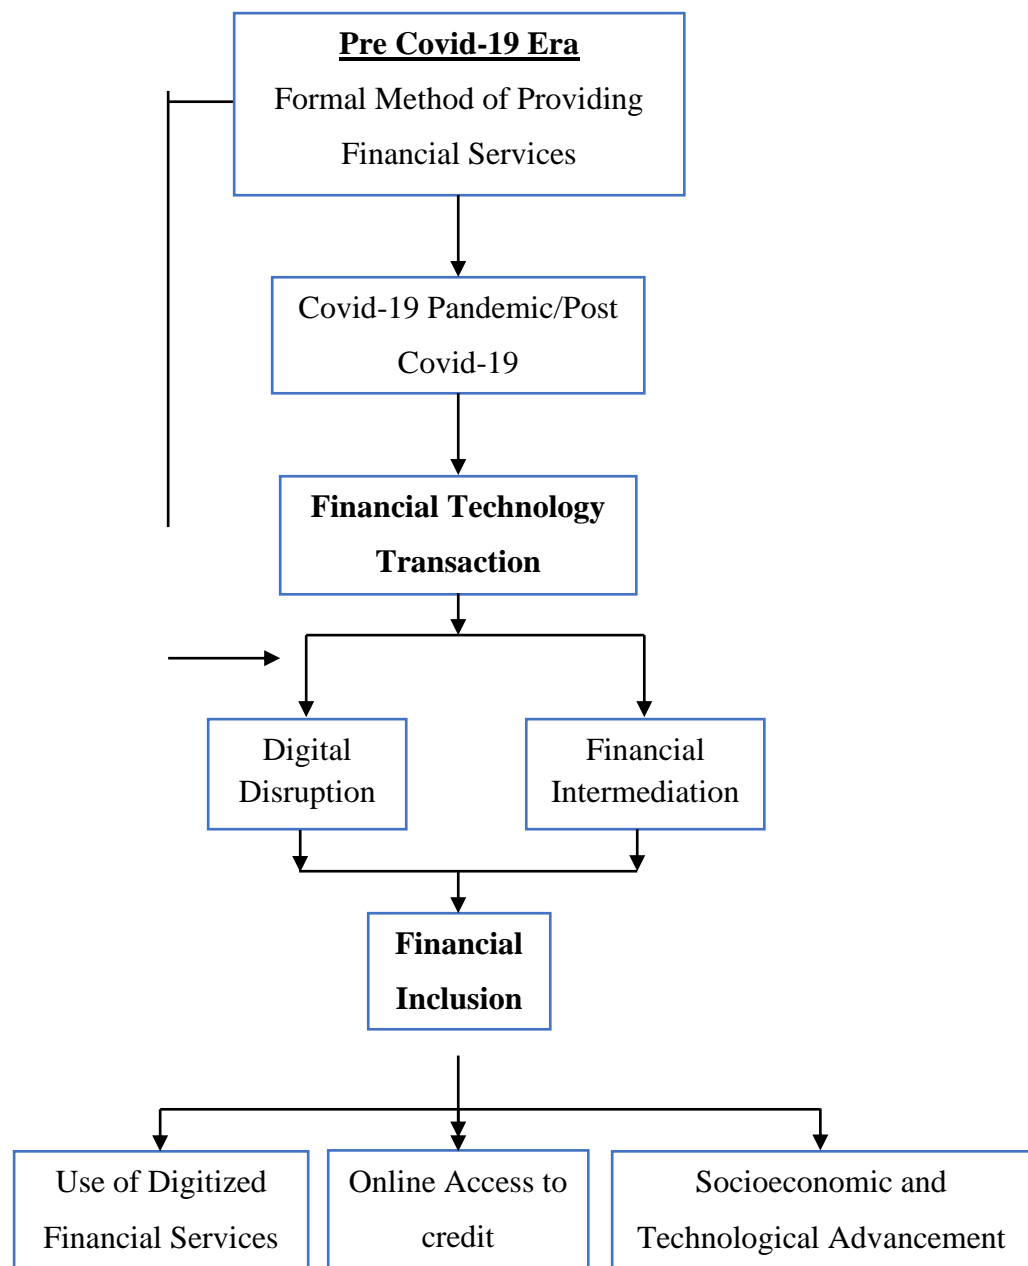 Pre Covid-19 Era
Formal Method of Providing
Financial Services
Covid-19 Pandemic/Post
Covid-19
Financial Technology
Transaction
Digital
Disruption
Financial
Intermediation
Financial
Inclusion
Use of Digitized
Financial Services
Online Access to
credit
Socioeconomic and
Technological Advancement